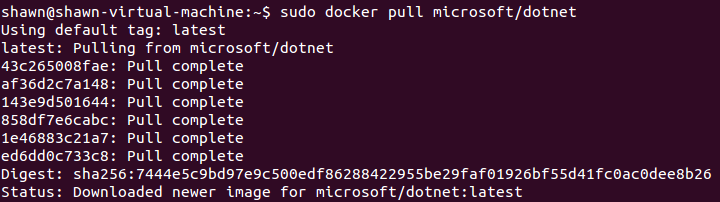 shawn@shawn-virtual-machine:~$ sudo docker pull microsoft/dotnet
Using default tag: latest
latest: Pulling from microsoft/dotnet
43c265008fae: Pull complete
af36d2c7a148: Pull complete
143e9d501644: Pull complete
858df7e6cabc: Pull complete
1e46883c21a7: Pull complete
ed6dd0c733c8: Pull complete
Digest: sha256:7444e5c9bd97e9c500edf86288422955be29faf01926bf55d41fc0ac0dee8b26
Status: Downloaded newer image for microsoft/dotnet:latest